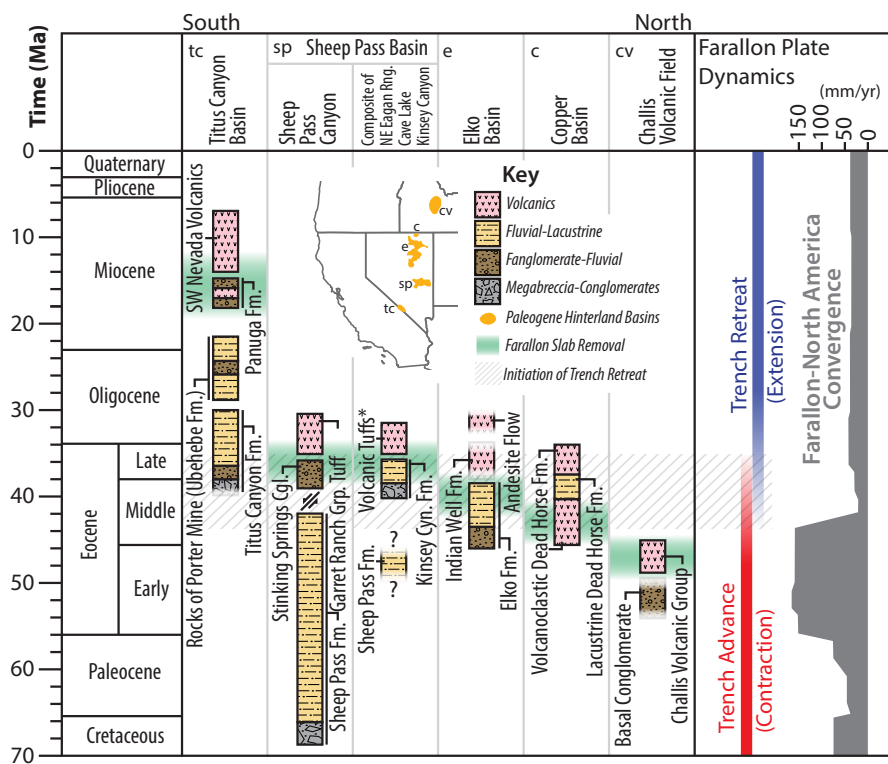 South
North
Time (Ma)
tc
Titus Canyon
Basin
sp
Sheep Pass Basin
Sheep
Pass
Canyon
Composite of
NE Eagan Rng.
Cave Lake
Kinsey Canyon
e
Elko
Basin
c
Copper
Basin
cv
Challis
Volcanic Field
Farallon Plate
Dynamics
(mm/yr)
150
100
50
0
0
10
20
30
40
50
60
70
Quaternary
Pliocene
Miocene
Oligocene
Eocene
Late
Middle
Early
Paleocene
Cretaceous
SW Nevada Volcanics
Panuga Fm.
Rocks of Porter Mine (Ubehebe Fm.)
Titus Canyon Fm.
Stinking Springs Cgl.
Garret Ranch Grp. Tuff
Sheep Pass Fm.
Volcanic Tuffs*
Kinsey Cyn. Fm.
Sheep Pass Fm.
?
?
Indian Well Fm.
Andesite Flow
Elko Fm.
Volcanoclastic Dead Horse Fm.
Lacustrine Dead Horse Fm.
Basal Conglomerate
Challis Volcanic Group
cv
c
e
sp
tc
Key
Volcanics
Fluvial-Lacustrine
Fanglomerate-Fluvial
Megabreccia-Conglomerates
Paleogene Hinterland Basins
Farallon Slab Removal
Initiation of Trench Retreat
Trench Retreat
(Extension)
Trench Advance
(Contraction)
Farallon-North America
Convergence